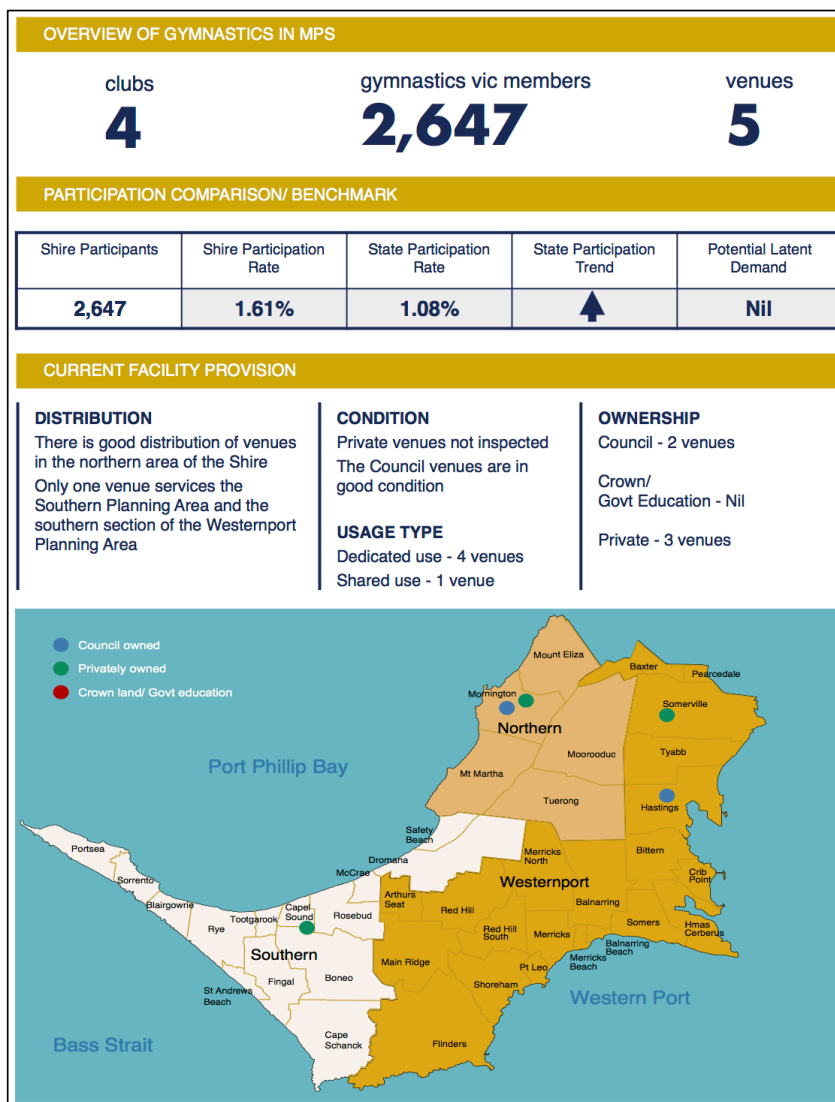 OVERVIEW OF GYMNASTICS IN MPS
clubs
4
gymnastics vic members
2,647
venues
5
PARTICIPATION COMPARISON/ BENCHMARK
Shire Participants
Shire Participation
Rate
State Participation
Rate
State Participation
Trend
Potential Latent
Demand
2,647
1.61%
1.08%
Nil
CURRENT FACILITY PROVISION
DISTRIBUTION
There is good distribution of venues
in the northern area of the Shire
Only one venue services the
Southern Planning Area and the
southern section of the Westernport
Planning Area
CONDITION
Private venues not inspected
The Council venues are in
good condition
USAGE TYPE
Dedicated use - 4 venues
Shared use - 1 venue
OWNERSHIP
Council - 2 venues
Crown/
Govt Education - Nil
Private - 3 venues
Council owned
Privately owned
Crown land/ Govt education
Mount Eliza
Baxter
Pearcedale
Mornington
Somerville
Northern
Moorooduc
Tyabb
Port Phillip Bay
Mt Martha
Tuerong
Hastings
Safety
Beach
Portsea
Dromana
Merricks
North
Bittern
McCrae
Sorrento
Westernport
Crib
Point
Blairgowrie
Arthurs
Seat
Balnarring
Capel
Sound
Rosebud
Red Hill
Tootgarook
Rye
Red Hill
South
Merricks
Somers
Hmas
Cerberus
Southern
Balnarring
Beach
Main Ridge
Merricks
Beach
Pt Leo
Boneo
Fingal
Shoreham
St Andrews
Beach
Western Port
Cape
Schanck
Flinders
Bass Strait